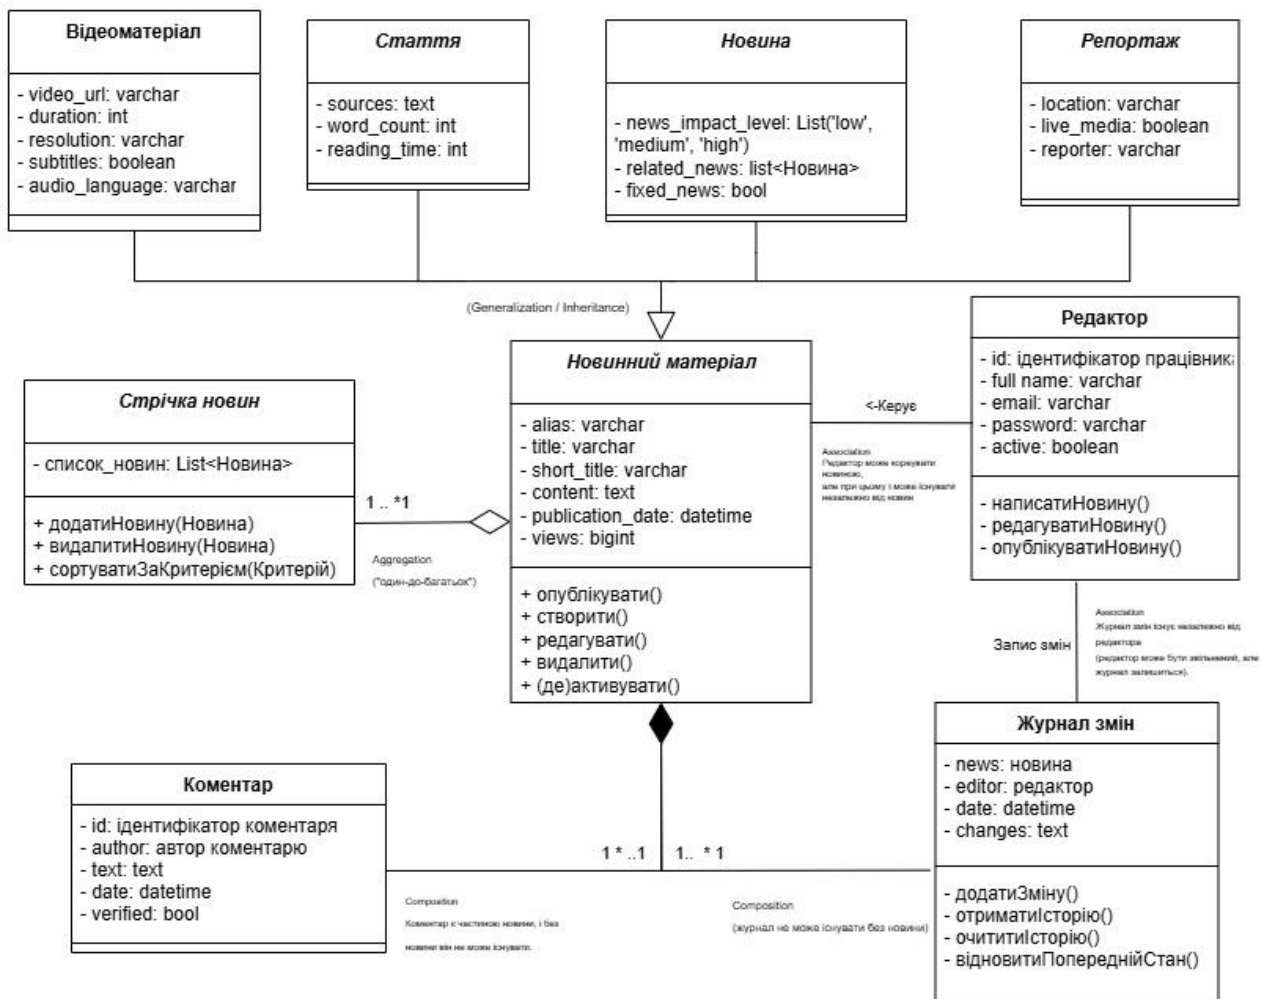 Відеоматеріал
- video_url: varchar
- duration: int
- resolution: varchar
- subtitles: boolean
- audio_language: varchar
Стаття
- sources: text
- word_count: int
- reading_time: int
Новина
- news_impact_level: List('low',
'medium', 'high')
- related_news: list<Новина>
- fixed_news: bool
Репортаж
- location: varchar
- live_media: boolean
- reporter: varchar
(Generalization / Inheritance)
Стрічка новин
- список_новин: List<Новина>
+ додатиНовину(Новина)
+ видалитиНовину(Новина)
+ сортуватиЗаКритерієм(Критерій)
1 .. *1
Aggregation
("один-до-багатьох")
Новинний матеріал
- alias: varchar
- title: varchar
- short_title: varchar
- content: text
- publication_date: datetime
- views: bigint
+ опублікувати()
+ створити()
+ редагувати()
+ видалити()
+ (де)активувати()
<-Керує
Association
Редактор може керувати
новиною,
але при цьому і може існувати
незалежно від новин
Редактор
- id: ідентифікатор працівника
- full name: varchar
- email: varchar
- password: varchar
- active: boolean
- написатиНовину()
- редагуватиНовину()
- опублікуватиНовину()
Запис змін
Association
Журнал змін існує незалежно від
редактора
(редактор може бути звільнений, але
журнал залишиться).
Коментар
- id: ідентифікатор коментаря
- author: автор коментарю
- text: text
- date: datetime
- verified: bool
1 * ..1
1.. * 1
Composition
Коментар є частиною новини, і без
новини він не може існувати.
Composition
(журнал не може існувати без новини)
Журнал змін
- news: новина
- editor: редактор
- date: datetime
- changes: text
- додатиЗміну()
- отриматиІсторію()
- очититиІсторію()
- відновитиПопереднійСтан()